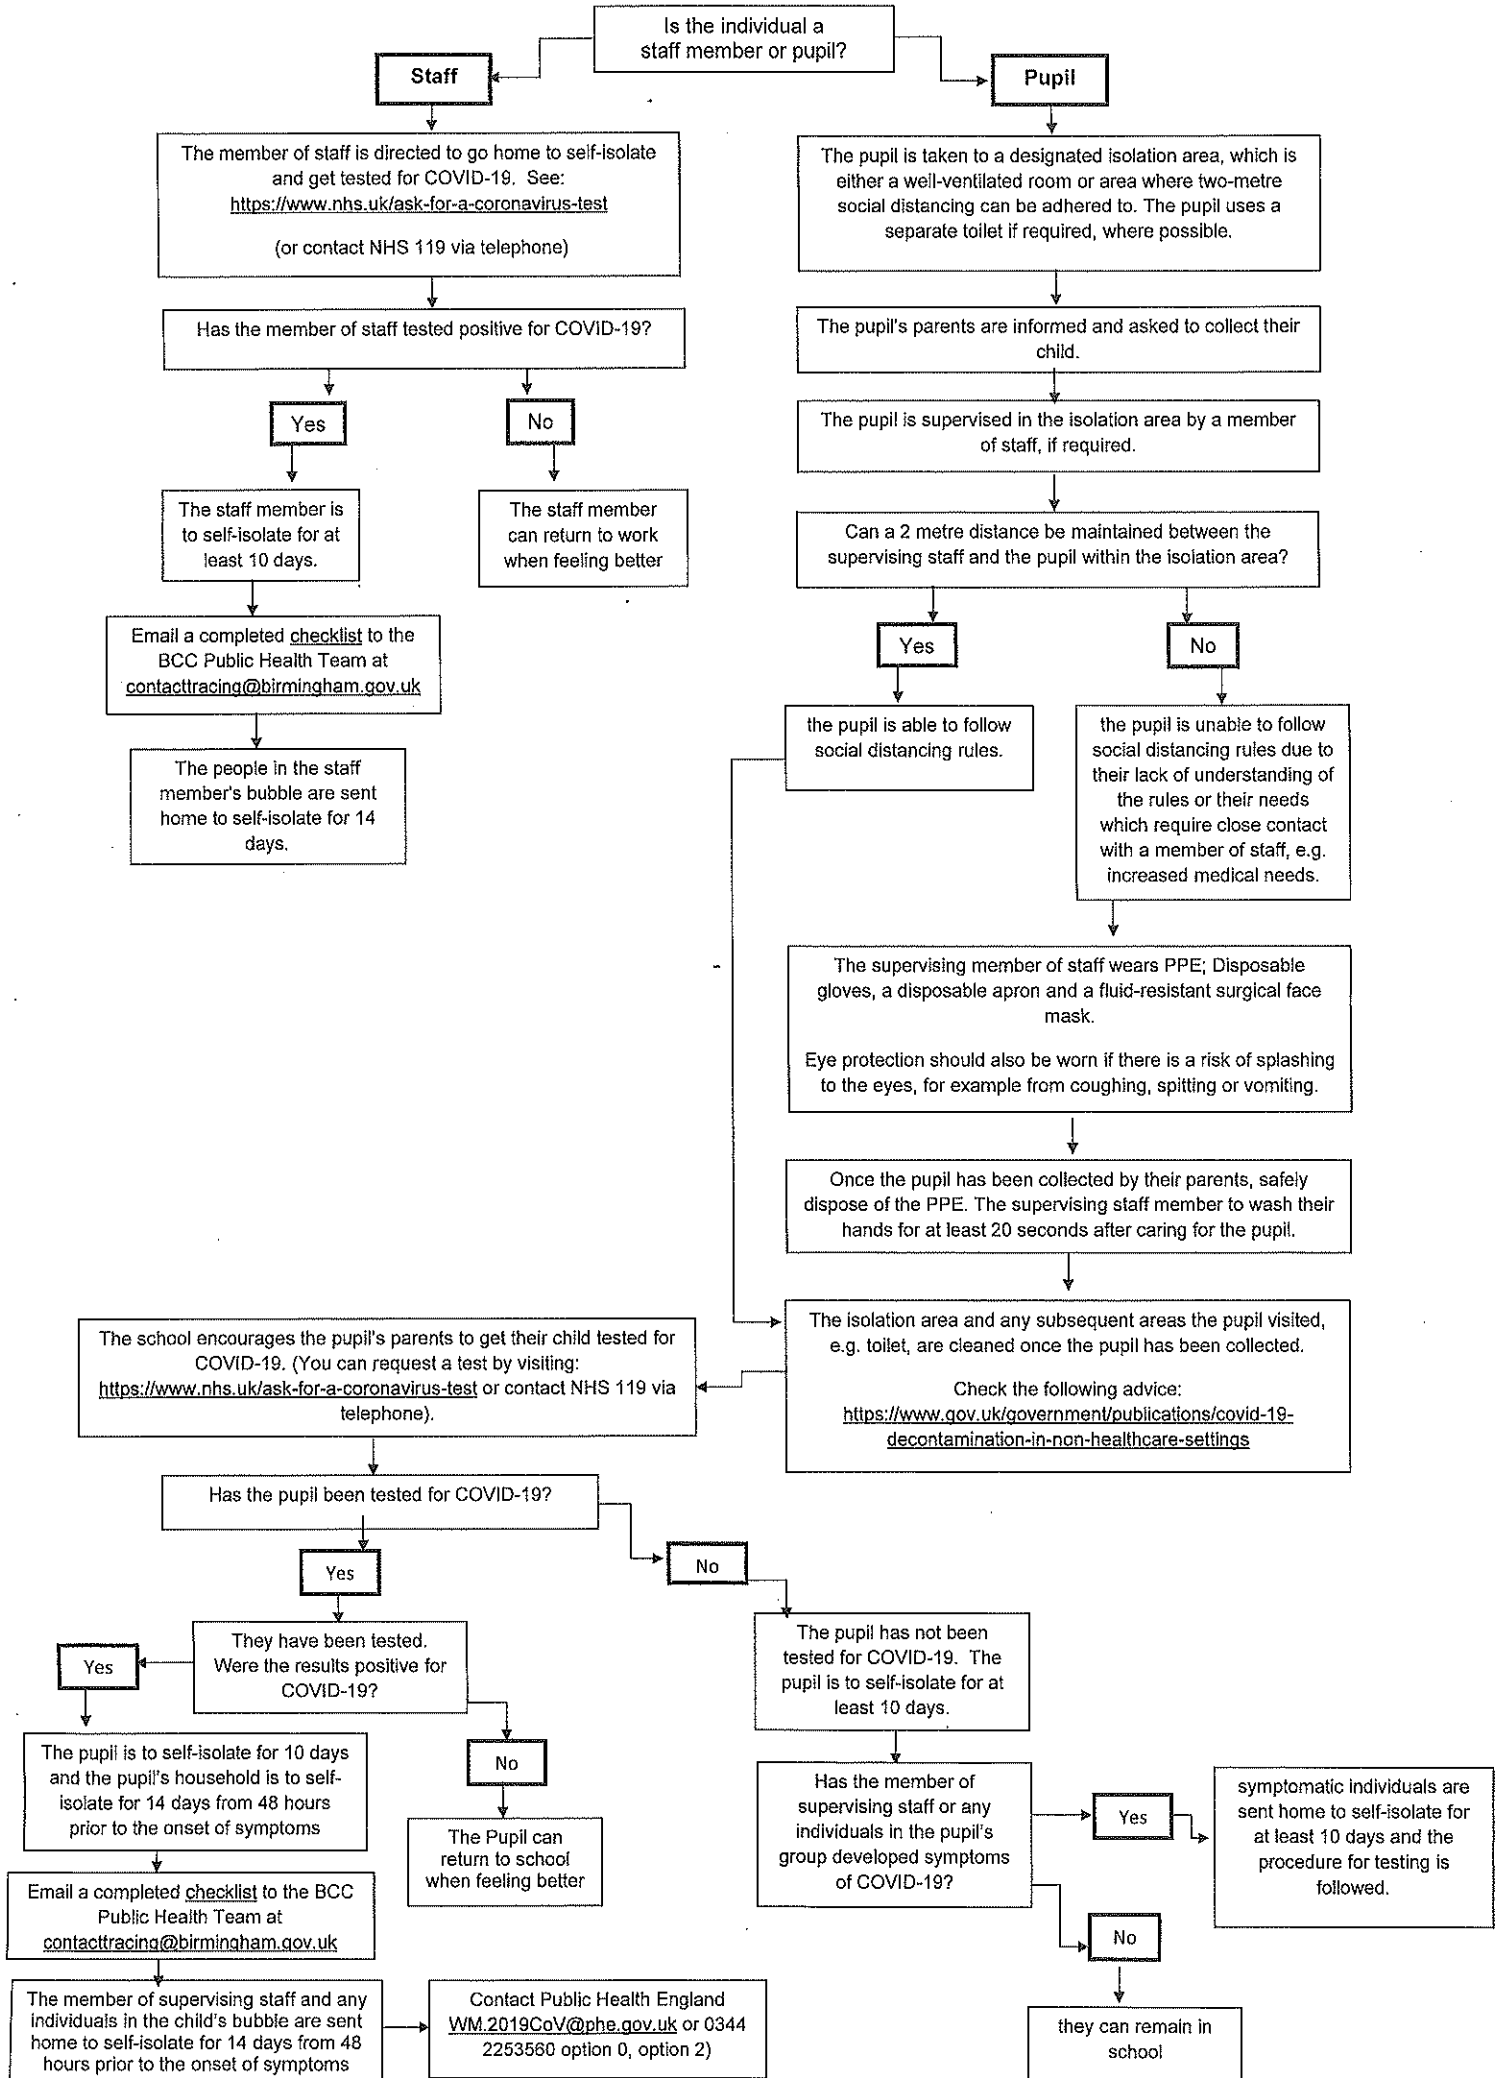 Is the individual a
staff member or pupil?
Staff
The member of staff is directed to go home to self-isolate
and get tested for COVID-19. See:
https://www.nhs.uk/ask-for-a-coronavirus-test
(or contact NHS 119 via telephone)
Has the member of staff tested positive for COVID-19?
Yes
The staff member is
to self-isolate for at
least 10 days.
Email a completed checklist to the
BCC Public Health Team at
contacttracing@birmingham.gov.uk
The people in the staff
member's bubble are sent
home to self-isolate for 14
days.
No
The staff member
can return to work
when feeling better
Pupil
The pupil is taken to a designated isolation area, which is
either a well-ventilated room or area where two-metre
social distancing can be adhered to. The pupil uses a
separate toilet if required, where possible.
The pupil's parents are informed and asked to collect their
child.
The pupil is supervised in the isolation area by a member
of staff, if required.
Can a 2 metre distance be maintained between the
supervising staff and the pupil within the isolation area?
Yes
the pupil is able to follow
social distancing rules.
No
the pupil is unable to follow
social distancing rules due to
their lack of understanding of
the rules or their needs
which require close contact
with a member of staff, e.g.
increased medical needs.
The supervising member of staff wears PPE; Disposable
gloves, a disposable apron and a fluid-resistant surgical face
mask.
Eye protection should also be worn if there is a risk of splashing
to the eyes, for example from coughing, spitting or vomiting.
Once the pupil has been collected by their parents, safely
dispose of the PPE. The supervising staff member to wash their
hands for at least 20 seconds after caring for the pupil.
The isolation area and any subsequent areas the pupil visited,
e.g. toilet, are cleaned once the pupil has been collected.
Check the following advice:
https://www.gov.uk/government/publications/covid-19-
decontamination-in-non-healthcare-settings
The school encourages the pupil's parents to get their child tested for
COVID-19. (You can request a test by visiting:
https://www.nhs.uk/ask-for-a-coronavirus-test or contact NHS 119 via
telephone).
Has the pupil been tested for COVID-19?
Yes
They have been tested.
Were the results positive for
COVID-19?
Yes
The pupil is to self-isolate for 10 days
and the pupil's household is to self-
isolate for 14 days from 48 hours
prior to the onset of symptoms
Email a completed checklist to the BCC
Public Health Team at
contacttracing@birmingham.gov.uk
The member of supervising staff and any
individuals in the child's bubble are sent
home to self-isolate for 14 days from 48
hours prior to the onset of symptoms
Contact Public Health England
WM.2019CoV@phe.gov.uk or 0344
2253560 option 0, option 2)
No
The Pupil can
return to school
when feeling better
No
The pupil has not been
tested for COVID-19. The
pupil is to self-isolate for at
least 10 days.
Has the member of
supervising staff or any
individuals in the pupil's
group developed symptoms
of COVID-19?
Yes
symptomatic individuals are
sent home to self-isolate for
at least 10 days and the
procedure for testing is
followed.
No
they can remain in
school